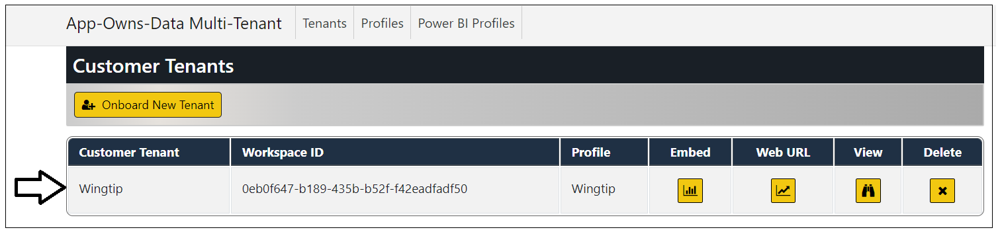 App-Owns-Data Multi-Tenant Tenants Profiles Power BI Profiles
Customer Tenants
Onboard New Tenant
Customer Tenant Workspace ID Profile Embed Web URL View Delete
Wingtip 0eb0f647-b189-435b-b52f-f42eadfadf50 Wingtip